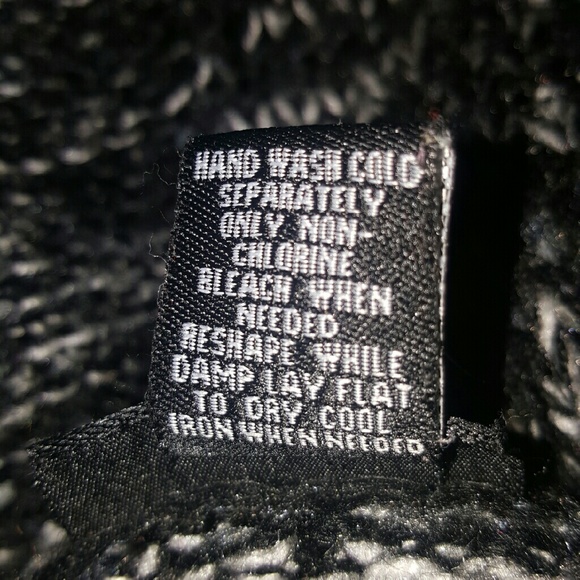 HAND WASH COLD
SEPARATELY
ONLY NON-
CHLORINE
BLEACH WHEN
NEEDED
RESHAPE WHILE
DAMP LAY FLAT
TO DRY COOL
IRON WHEN NEEDED